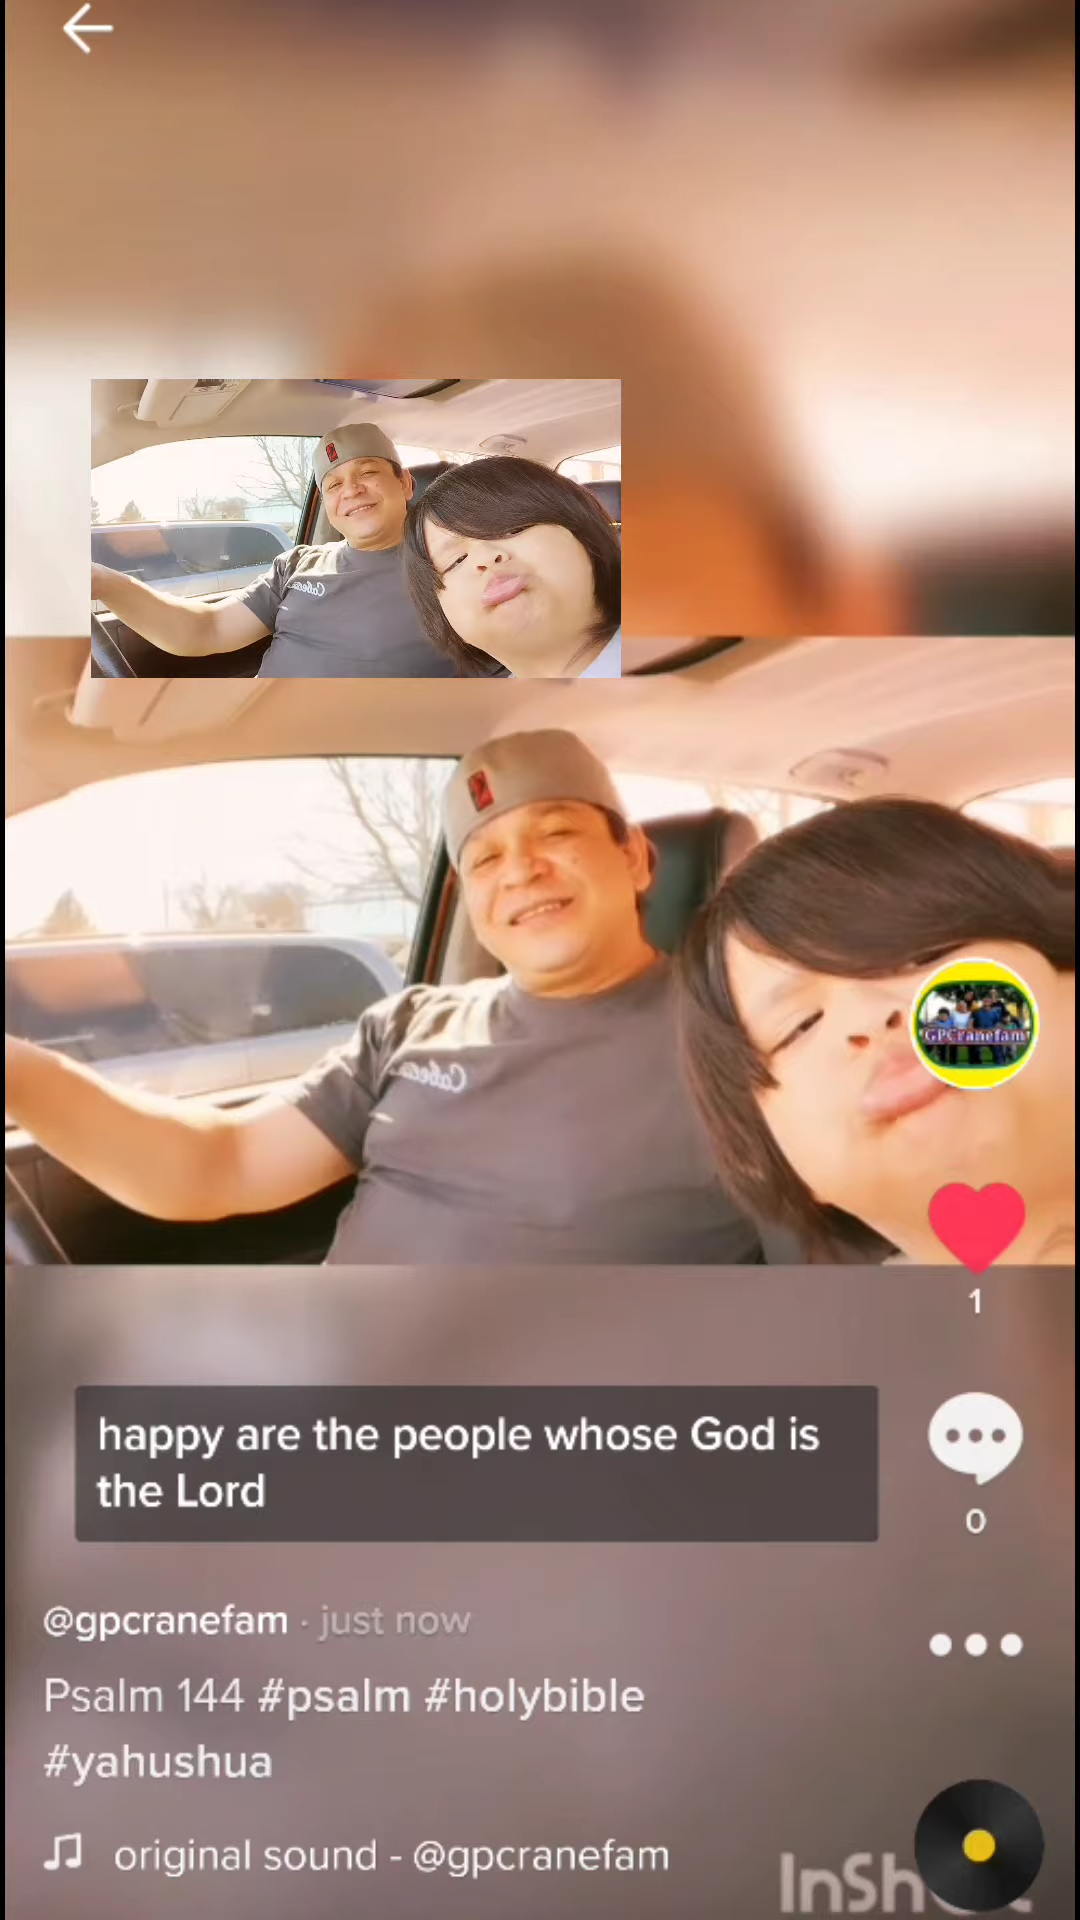 GPCranefam
1
happy are the people whose God is
the Lord
0
@gpcranefam · just now
Psalm 144 #psalm #holybible
#yahushua
original sound - @gpcranefam